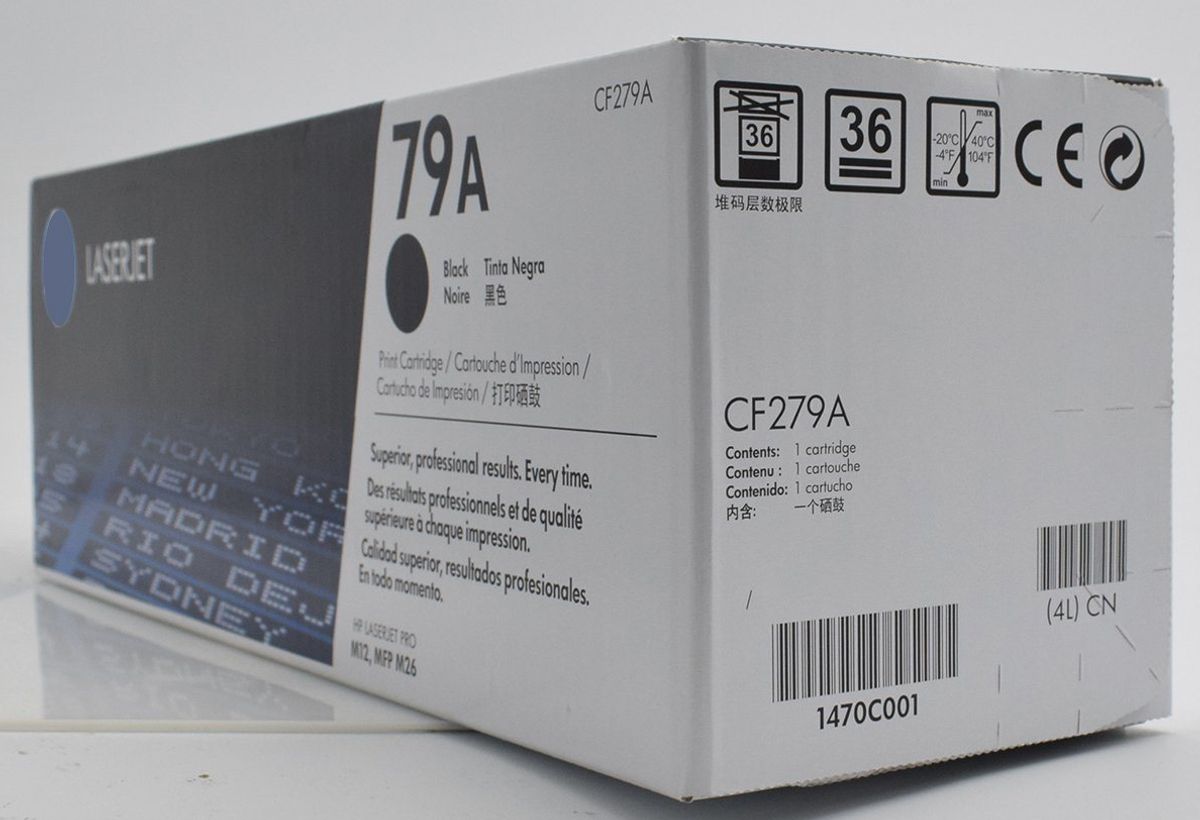 LASERJET
14
HONG KO
NEW YOR
MADRID
RIO DE
SYDNEY
CF279A
79A
Black Tinta Negra
Noire 黑色
Print Cartridge / Cartouche d'Impression /
Cartucho de Impresión / 打印硒鼓
Superior, professional results. Every time.
Des résultats professionnels et de qualité
supérieure à chaque impression.
Calidad superior, resultados profesionales.
En todo momento.
HP LASERJET PRO
M12, MFP M26
36
堆码层数极限
36
max
-20°C 40°C
-4°F 104°F
min
CE
CF279A
Contents: 1 cartridge
Contenu : 1 cartouche
Contenido: 1 cartucho
内含: 一个硒鼓
(4L) CN
1470C001